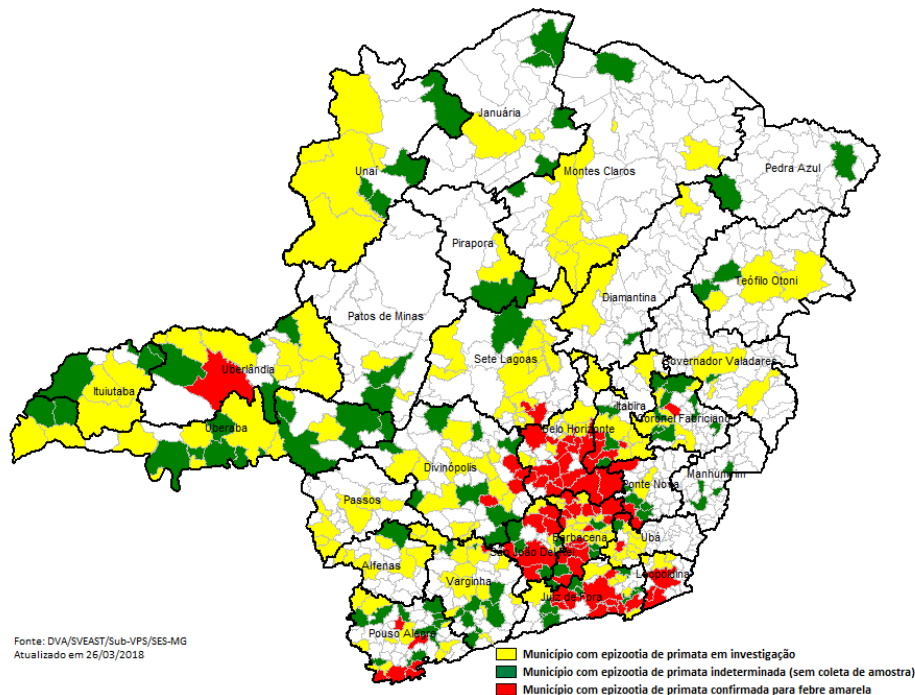 Januária
Montes Claros
Pedra Azul
Unaí
Pirapora
Teófilo Otoni
Diamantina
Patos de Minas
Sete Lagoas
Governador Valadares
Uberlândia
Ituiutaba
Itabira
Coronel Fabriciano
Uberaba
Belo Horizonte
Divinópolis
Manhumirim
Ponte Nova
Passos
Barbacena
Ubá
São João Del Rei
Alfenas
Leopoldina
Varginha
Juiz de Fora
Pouso Alegre
Fonte: DVA/SVEAST/Sub-VPS/SES-MG
Atualizado em 26/03/2018
Município com epizootia de primata em investigação
Município com epizootia de primata indeterminada (sem coleta de amostra)
Município com epizootia de primata confirmada para febre amarela